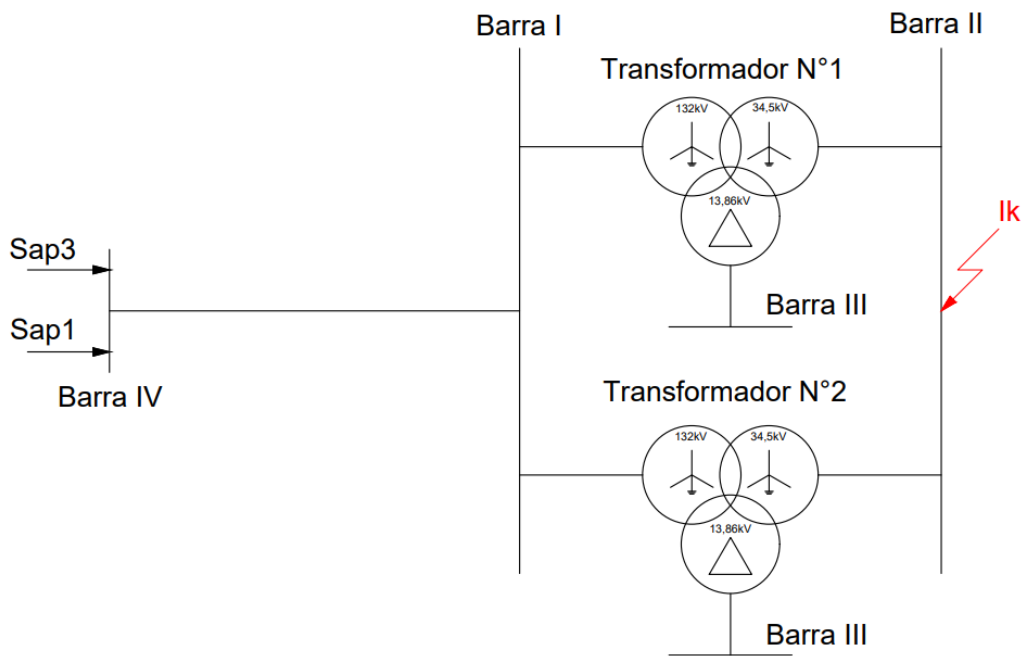 Barra I
Barra II
Transformador N°1
132kV
34,5kV
13,86kV
Ik
Sap3
Barra III
Sap1
Barra IV
Transformador N°2
132kV
34,5kV
13,86kV
Barra III